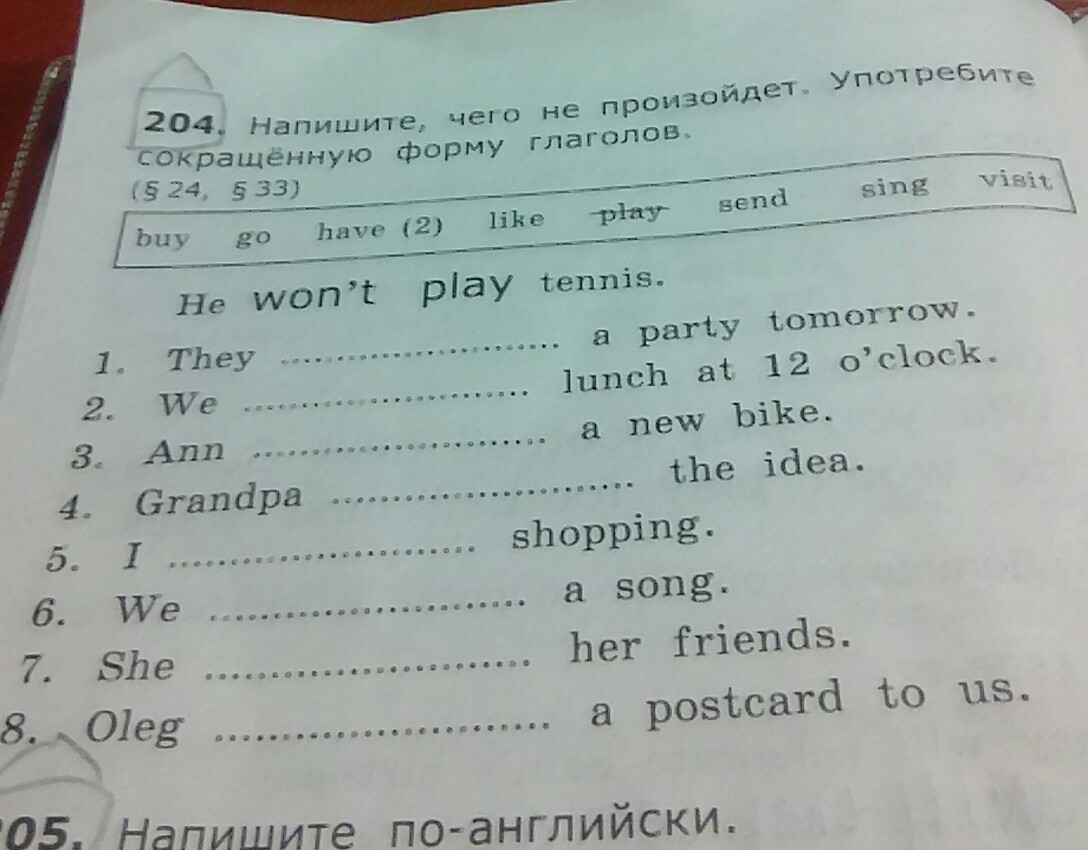 204. Напишите, чего не произойдет. Употребите
сокращённую форму глаголов.
(§ 24, § 33)
buy go have (2) like play send sing visit
He won't play tennis.
1. They ........................ a party tomorrow.
2. We ........................ lunch at 12 o'clock.
3. Ann ........................ a new bike.
4. Grandpa ........................ the idea.
5. I ........................ shopping.
6. We ........................ a song.
7. She ........................ her friends.
8. Oleg ........................ a postcard to us.
205. Напишите по-английски.